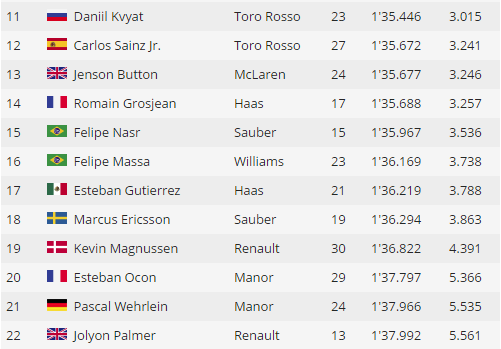 11 Daniil Kvyat Toro Rosso 23 1'35.446 3.015
12 Carlos Sainz Jr. Toro Rosso 27 1'35.672 3.241
13 Jenson Button McLaren 24 1'35.677 3.246
14 Romain Grosjean Haas 17 1'35.688 3.257
15 Felipe Nasr Sauber 15 1'35.967 3.536
16 Felipe Massa Williams 23 1'36.169 3.738
17 Esteban Gutierrez Haas 21 1'36.219 3.788
18 Marcus Ericsson Sauber 19 1'36.294 3.863
19 Kevin Magnussen Renault 30 1'36.822 4.391
20 Esteban Ocon Manor 29 1'37.797 5.366
21 Pascal Wehrlein Manor 24 1'37.966 5.535
22 Jolyon Palmer Renault 13 1'37.992 5.561